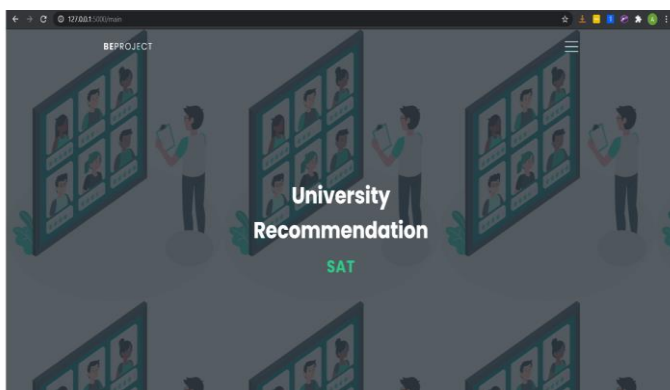 127.0.0.1:5000/main
BEPROJECT
University
Recommendation
SAT